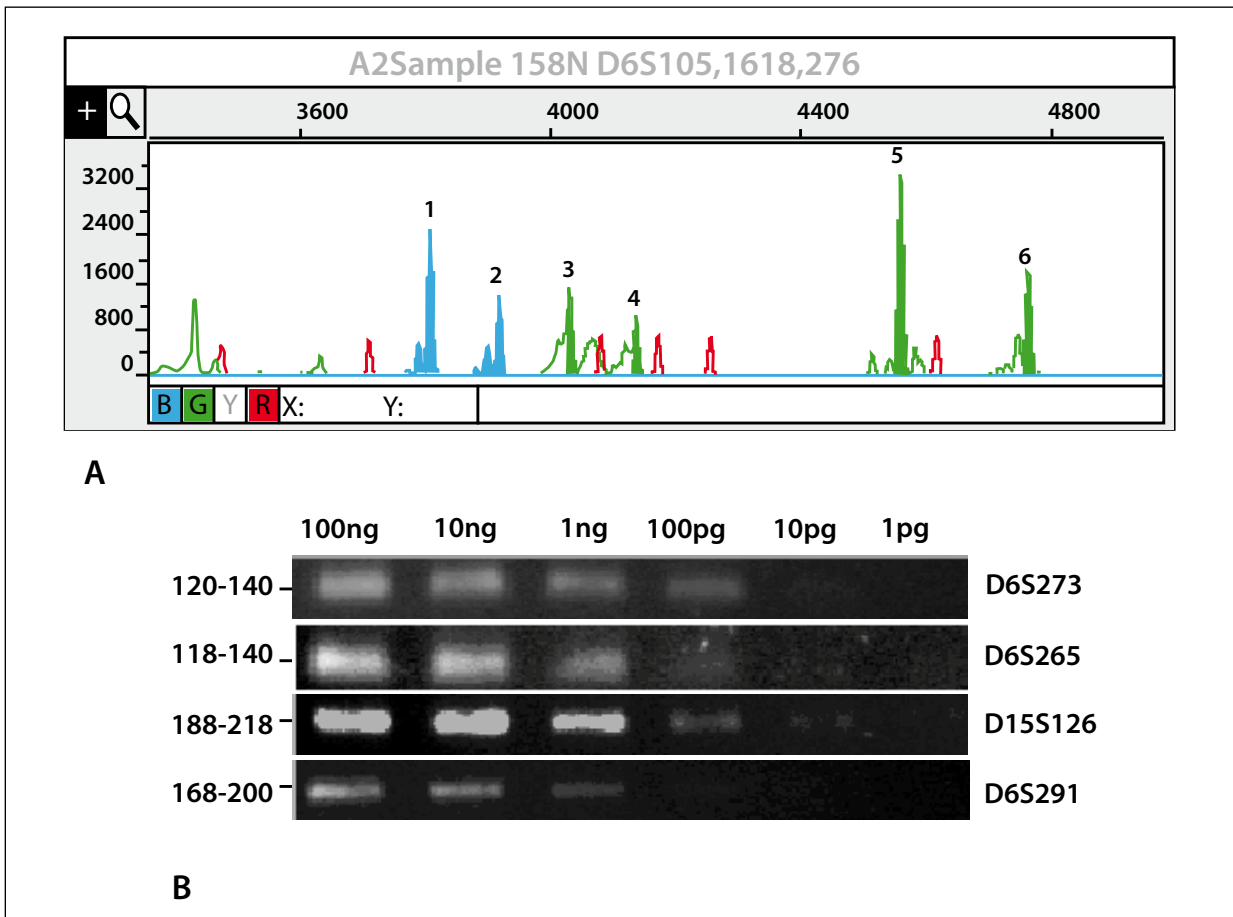 A2Sample 158N D6S105,1618,276
+
3600 4000 4400 4800
3200
2400
1600
800
0
1
2
3
4
5
6
B G Y R X: Y:
A
100ng 10ng 1ng 100pg 10pg 1pg
120-140 D6S273
118-140 D6S265
188-218 D15S126
168-200 D6S291
B